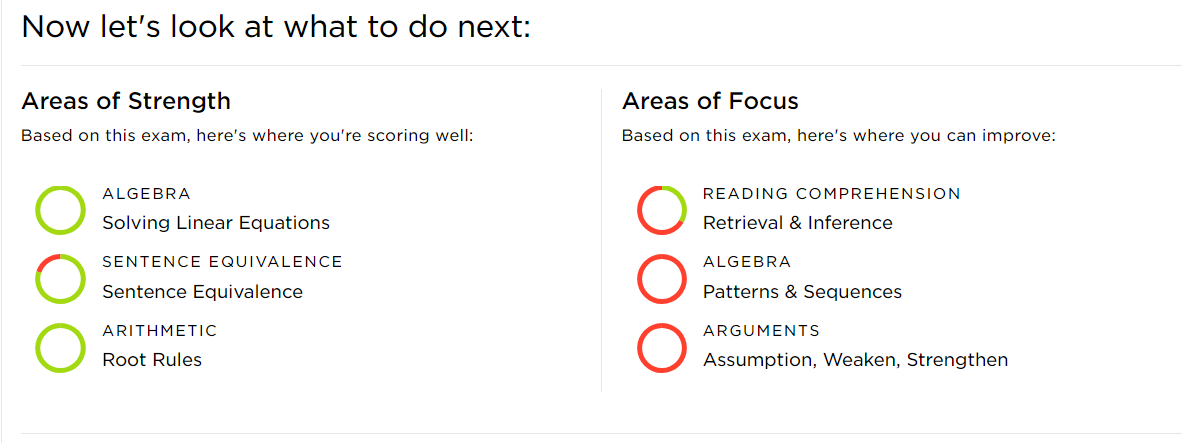 Now let's look at what to do next:
Areas of Strength
Based on this exam, here's where you're scoring well:
ALGEBRA
Solving Linear Equations
SENTENCE EQUIVALENCE
Sentence Equivalence
ARITHMETIC
Root Rules
Areas of Focus
Based on this exam, here's where you can improve:
READING COMPREHENSION
Retrieval & Inference
ALGEBRA
Patterns & Sequences
ARGUMENTS
Assumption, Weaken, Strengthen